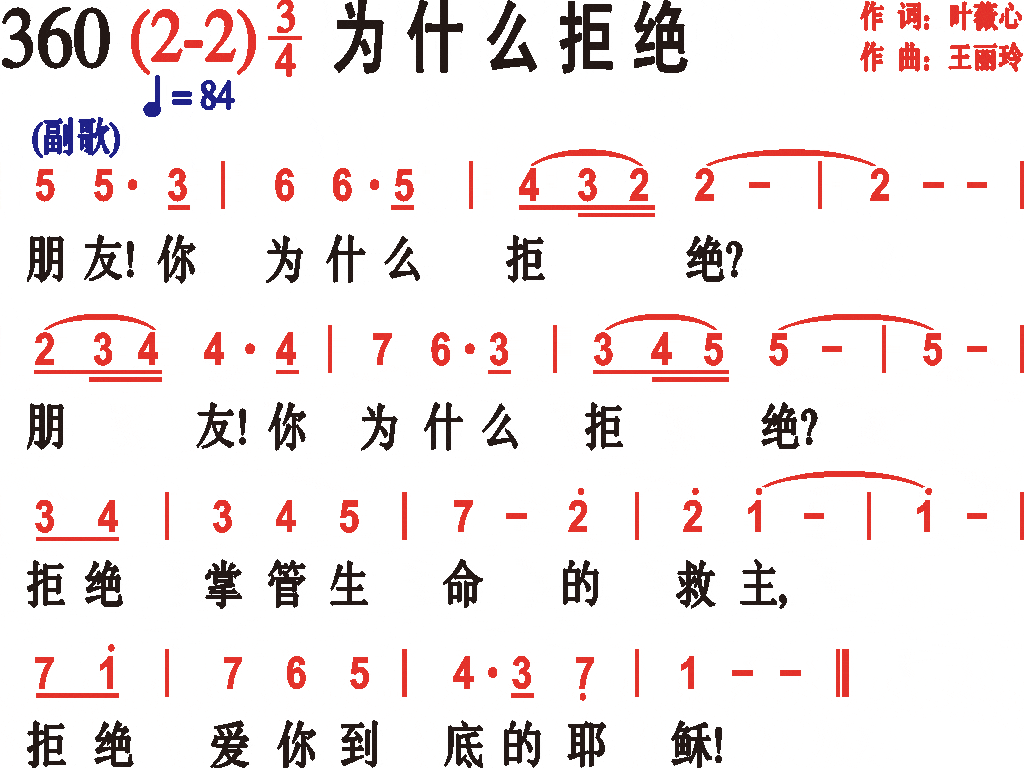 360 (2-2) 3/4 为什么拒绝
作 词：叶薇心
作 曲：王丽玲
♩= 84
(副歌)
5 5· 3 | 6 6· 5 | 4 3 2 2 – | 2 – – |
朋友！你 为什么 拒 绝？
2 3 4 4· 4 | 7 6· 3 | 3 4 5 5 – | 5 – |
朋 友！你 为什么 拒 绝？
3 4 | 3 4 5 | 7 – 2̇ | 2̇ 1̇ – | 1̇ – |
拒绝 掌管生 命 的 救主，
7 1̇ | 7 6 5 | 4· 3 7̣ | 1 – – ‖
拒绝 爱你到 底的耶 稣！